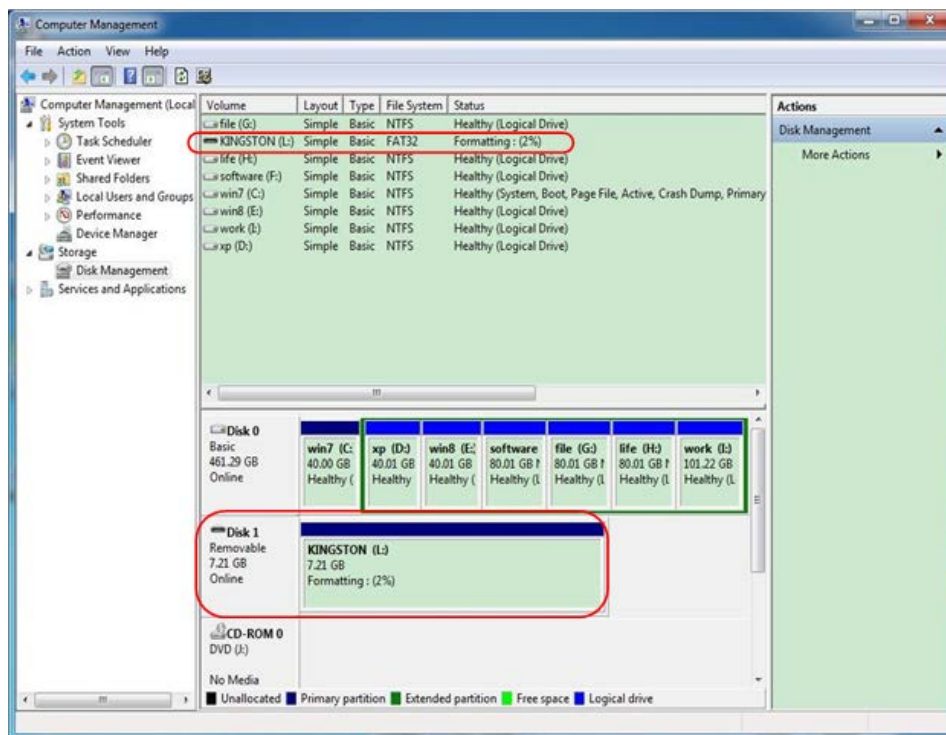 Computer Management
File Action View Help
Computer Management (Local
System Tools
Task Scheduler
Event Viewer
Shared Folders
Local Users and Groups
Performance
Device Manager
Storage
Disk Management
Services and Applications
Volume Layout Type File System Status
file (G:) Simple Basic NTFS Healthy (Logical Drive)
KINGSTON (L:) Simple Basic FAT32 Formatting : (2%)
life (H:) Simple Basic NTFS Healthy (Logical Drive)
software (F:) Simple Basic NTFS Healthy (Logical Drive)
win7 (C:) Simple Basic NTFS Healthy (System, Boot, Page File, Active, Crash Dump, Primary
win8 (E:) Simple Basic NTFS Healthy (Logical Drive)
work (I:) Simple Basic NTFS Healthy (Logical Drive)
xp (D:) Simple Basic NTFS Healthy (Logical Drive)
Actions
Disk Management
More Actions
Disk 0
Basic
461.29 GB
Online
win7 (C:
40.00 GB
Healthy (
xp (D:)
40.01 GB
Healthy
win8 (E:
40.01 GB
Healthy (
software
80.01 GB N
Healthy (L
file (G:)
80.01 GB N
Healthy (L
life (H:)
80.01 GB N
Healthy (L
work (I:)
101.22 GB
Healthy (L
Disk 1
Removable
7.21 GB
Online
KINGSTON (L:)
7.21 GB
Formatting : (2%)
CD-ROM 0
DVD (J:)
No Media
Unallocated Primary partition Extended partition Free space Logical drive